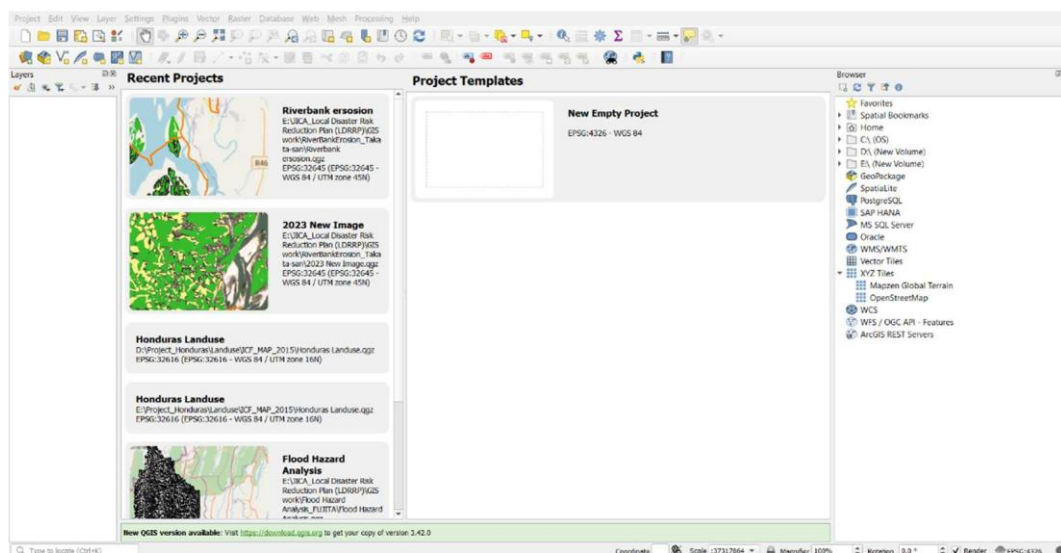 Project Edit View Layer Settings Plugins Vector Raster Database Web Mesh Processing Help
Layers
Recent Projects
Riverbank ersosion
E:\JICA_Local Disaster Risk
Reduction Plan (LDRRP)\GIS
work\RiverBankErosion_Taka
ta-san\Riverbank
ersosion.qgz
EPSG:32645 (EPSG:32645 -
WGS 84 / UTM zone 45N)
B46
2023 New Image
E:\JICA_Local Disaster Risk
Reduction Plan (LDRRP)\GIS
work\RiverBankErosion_Taka
ta-san\2023 New Image.qgz
EPSG:32645 (EPSG:32645 -
WGS 84 / UTM zone 45N)
Honduras Landuse
D:\Project_Honduras\Landuse\ICF_MAP_2015\Honduras Landuse.qgz
EPSG:32616 (EPSG:32616 - WGS 84 / UTM zone 16N)
Honduras Landuse
E:\Project_Honduras\Landuse\ICF_MAP_2015\Honduras Landuse.qgz
EPSG:32616 (EPSG:32616 - WGS 84 / UTM zone 16N)
Flood Hazard
Analysis
E:\JICA_Local Disaster Risk
Reduction Plan (LDRRP)\GIS
work\Flood Hazard
Analysis_FUJITA\Flood Hazard
Project Templates
New Empty Project
EPSG:4326 - WGS 84
Browser
Favorites
Spatial Bookmarks
Home
C:\ (OS)
D:\ (New Volume)
E:\ (New Volume)
GeoPackage
SpatiaLite
PostgreSQL
SAP HANA
MS SQL Server
Oracle
WMS/WMTS
Vector Tiles
XYZ Tiles
Mapzen Global Terrain
OpenStreetMap
WCS
WFS / OGC API - Features
ArcGIS REST Servers
New QGIS version available: Visit https://download.qgis.org to get your copy of version 3.42.0
Type to locate (Ctrl+K)
Coordinate Scale 1:37317864 Magnifier 100% Rotation 0.0 ° Render EPSG:4326